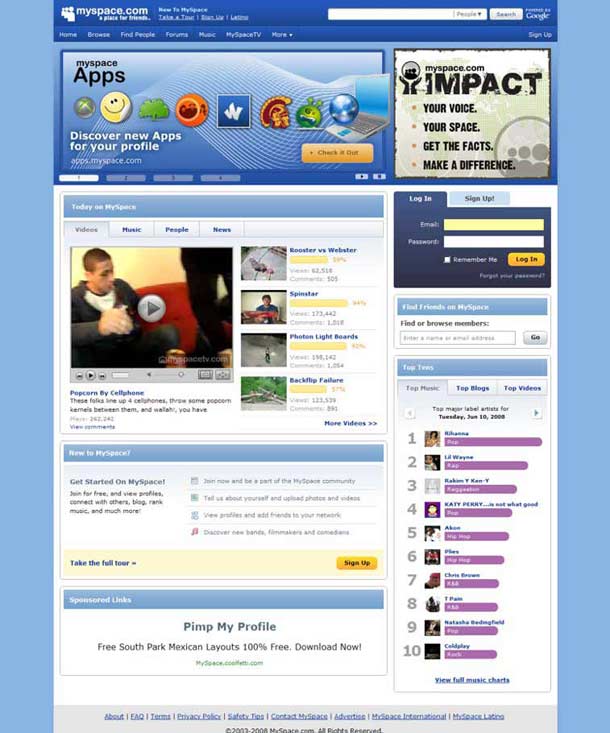 myspace.com
a place for friends
New To MySpace?
Take a Tour | Sign Up | Latino
People
Search
POWERED BY
Google
Home Browse Find People Forums Music MySpaceTV More
Sign Up
myspace
Apps
Discover new Apps
for your profile
apps.myspace.com
Check it Out
1 2 3 4
myspace.com
IMPACT
• YOUR VOICE.
• YOUR SPACE.
• GET THE FACTS.
• MAKE A DIFFERENCE.
Today on MySpace
Videos Music People News
myspacetv.com
Popcorn By Cellphone
These folks line up 4 cellphones, throw some popcorn
kernels between them, and wallah!, you have
Plays: 262,242
View comments
Rooster vs Webster
59%
Views: 62,518
Comments: 505
Spinstar
94%
Views: 173,442
Comments: 1,018
Photon Light Boards
Views: 198,142
Comments: 1,054
Backflip Failure
57%
Views: 123,539
Comments: 891
More Videos >>
New to MySpace?
Get Started On MySpace!
Join for free, and view profiles,
connect with others, blog, rank
music, and much more!
Join now and be a part of the MySpace community
Tell us about yourself and upload photos and videos
View profiles and add friends to your network
Discover new bands, filmmakers and comedians
Take the full tour »
Sign Up
Sponsored Links
Pimp My Profile
Free South Park Mexican Layouts 100% Free. Download Now!
MySpace.coolfetti.com
Log In Sign Up!
Email:
Password:
Remember Me
Log In
Forgot your password?
Find Friends on MySpace
Find or browse members:
Enter a name or email address
Go
Top Tens
Top Music Top Blogs Top Videos
Top major label artists for
Tuesday, Jun 10, 2008
1 Rihanna
Pop
2 Lil Wayne
Rap
3 Rakim Y Ken-Y
Reggaeton
4 KATY PERRY...is not what good
Pop
5 Akon
Hip Hop
6 Plies
Hip Hop
7 Chris Brown
R&B
8 T Pain
R&B
9 Natasha Bedingfield
Pop
10 Coldplay
Rock
View full music charts
About | FAQ | Terms | Privacy Policy | Safety Tips | Contact MySpace | Advertise | MySpace International | MySpace Latino
©2003-2008 MySpace.com. All Rights Reserved.